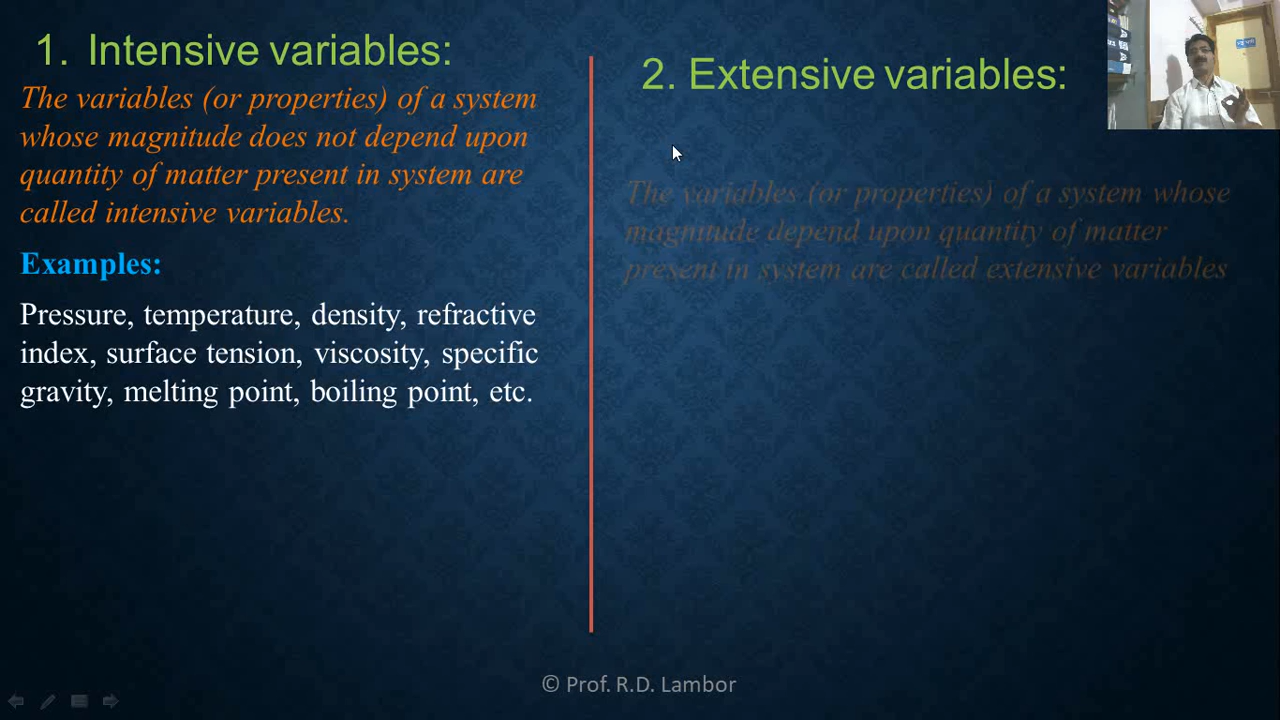 1. Intensive variables:
The variables (or properties) of a system
whose magnitude does not depend upon
quantity of matter present in system are
called intensive variables.
Examples:
Pressure, temperature, density, refractive
index, surface tension, viscosity, specific
gravity, melting point, boiling point, etc.
2. Extensive variables:
The variables (or properties) of a system whose
magnitude depend upon quantity of matter
present in system are called extensive variables
© Prof. R.D. Lambor